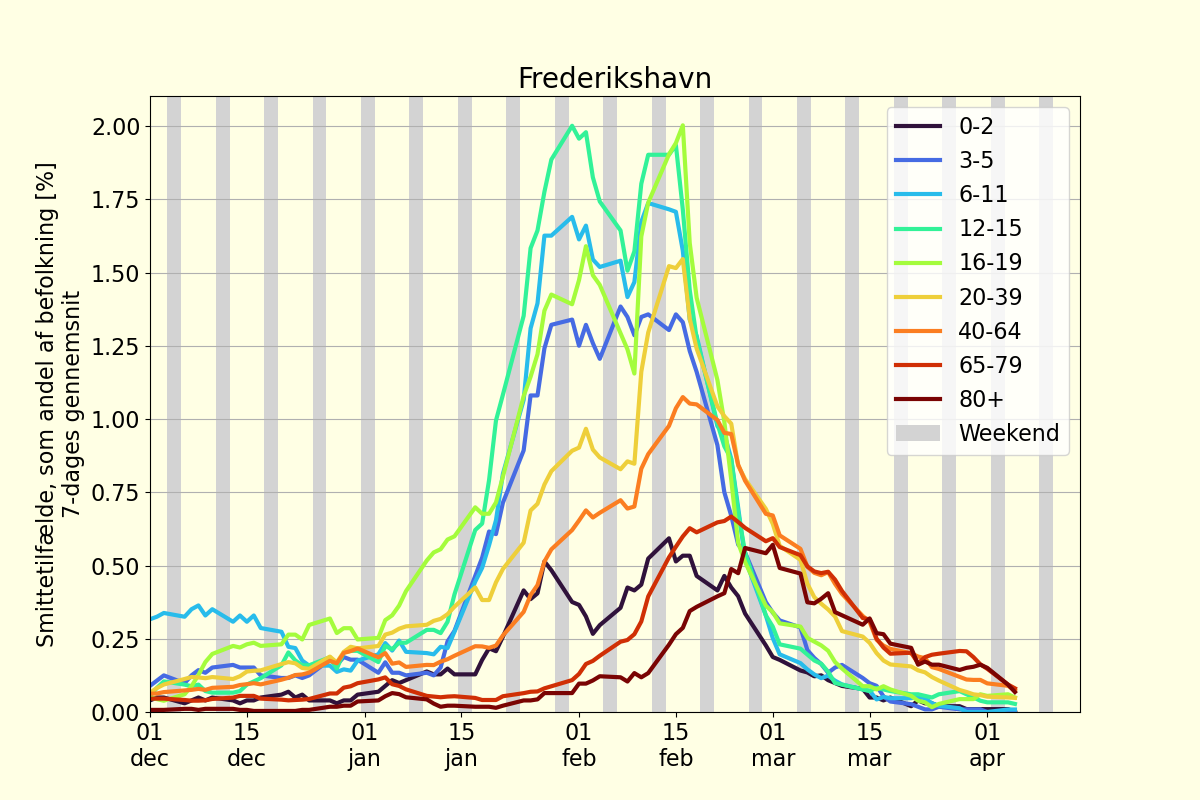 Frederikshavn
Smittetilfælde, som andel af befolkning [%]
7-dages gennemsnit
2.00
1.75
1.50
1.25
1.00
0.75
0.50
0.25
0.00
01
dec
15
dec
01
jan
15
jan
01
feb
15
feb
01
mar
15
mar
01
apr
0-2
3-5
6-11
12-15
16-19
20-39
40-64
65-79
80+
Weekend